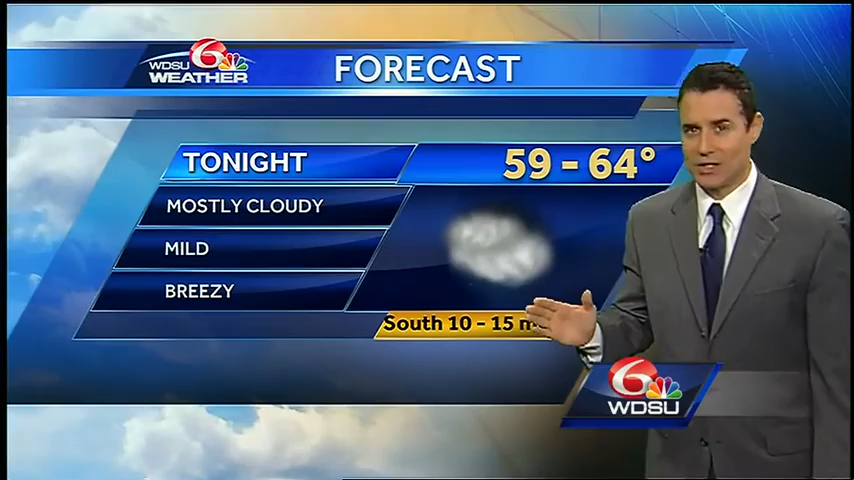 WDSU 6
WEATHER
FORECAST
TONIGHT
59 - 64°
MOSTLY CLOUDY
MILD
BREEZY
South 10 - 15
6
WDSU